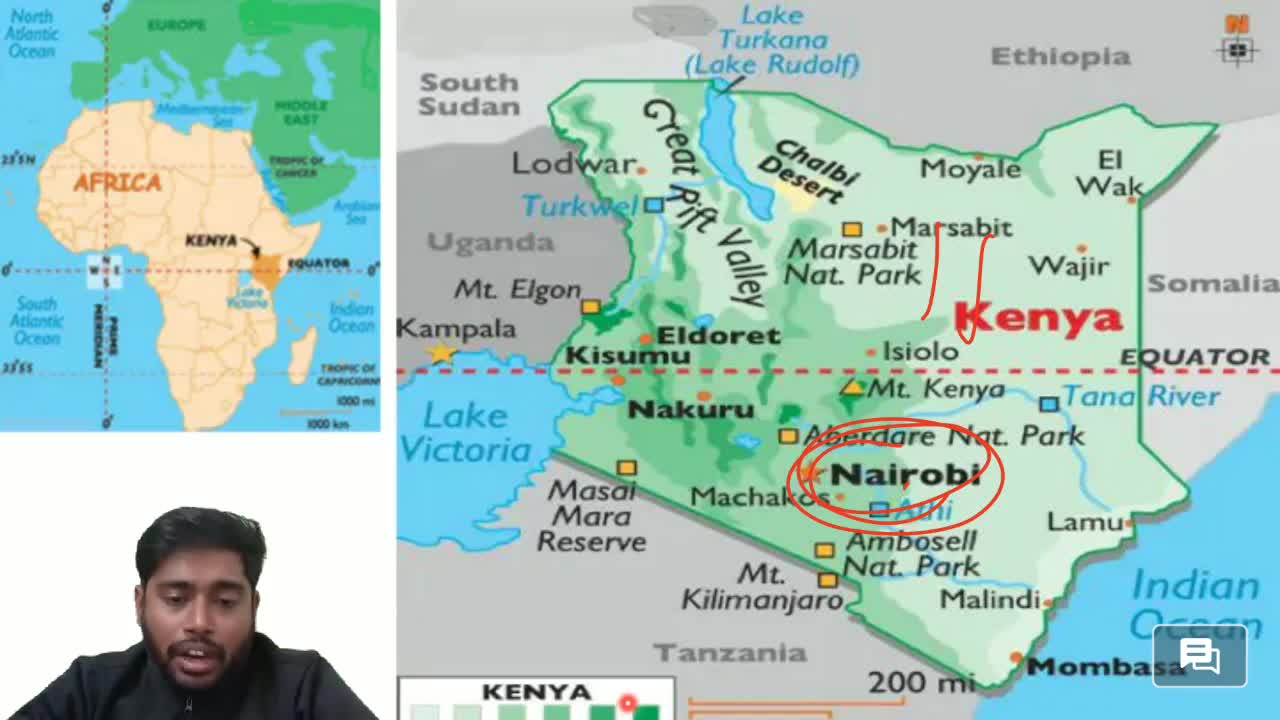 North
Atlantic
Ocean
0°
EUROPE
Mediterranean
Sea
MIDDLE
EAST
23°5N
TROPIC OF
CANCER
AFRICA
Arabian
Sea
KENYA
EQUATOR
0°
0°
N
W E
S
Lake
Victoria
South
Atlantic
Ocean
PRIME
MERIDIAN
Indian
Ocean
23°5S
TROPIC OF
CAPRICORN
1000 mi
1000 km
0°
Lake
Turkana
(Lake Rudolf)
N
Ethiopia
South
Sudan
Great Rift Valley
Chalbi
Desert
Lodwar
Moyale
El
Wak
Turkwel
Marsabit
Marsabit
Nat. Park
Uganda
Wajir
Somalia
Mt. Elgon
Kenya
Kampala
Eldoret
Kisumu
Isiolo
EQUATOR
Mt. Kenya
Tana River
Lake
Victoria
Nakuru
Aberdare Nat. Park
Nairobi
Masai
Mara
Reserve
Machakos
Athi
Lamu
Ambosell
Nat. Park
Mt.
Kilimanjaro
Malindi
Indian
Ocean
Tanzania
Mombasa
200 mi
KENYA